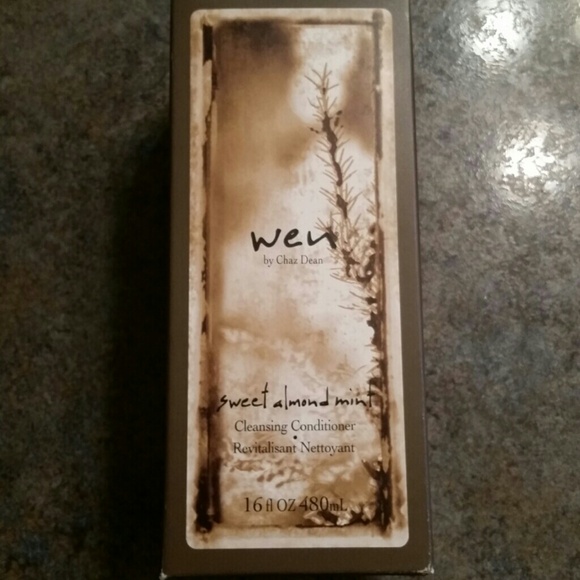 wen
by Chaz Dean
sweet almond mint
Cleansing Conditioner
•
Revitalisant Nettoyant
16 fl OZ 480mL